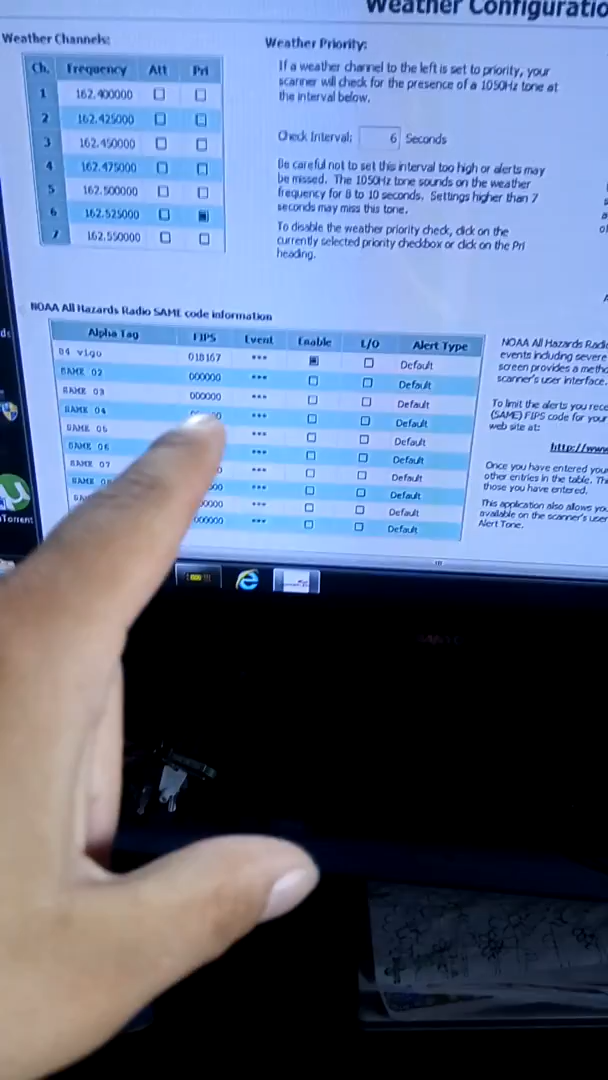 Weather Configuratio
Weather Channels:
Ch. Frequency Att Pri
1 162.400000
2 162.425000
3 162.450000
4 162.475000
5 162.500000
6 162.525000
7 162.550000
Weather Priority:
If a weather channel to the left is set to priority, your
scanner will check for the presence of a 1050Hz tone at
the interval below.
Check Interval: 6 Seconds
Be careful not to set this interval too high or alerts may
be missed. The 1050Hz tone sounds on the weather
frequency for 8 to 10 seconds. Settings higher than 7
seconds may miss this tone.
To disable the weather priority check, click on the
currently selected priority checkbox or click on the Pri
heading.
NOAA All Hazards Radio SAME code information
Alpha Tag FIPS Event Enable L/O Alert Type
84 vigo 018167 *** Default
SAME 02 000000 *** Default
SAME 03 000000 *** Default
SAME 04 *** Default
SAME 05 *** Default
SAME 06 *** Default
SAME 07 *** Default
SAME *** Default
*** Default
000000 *** Default
NOAA All Hazards Radi
events including severe
screen provides a metho
scanner's user interface.
To limit the alerts you rece
(SAME) FIPS code for your
web site at:
http://www
Once you have entered your
other entries in the table. Th
those you have entered.
This application also allows yo
available on the scanner's user
Alert Tone.